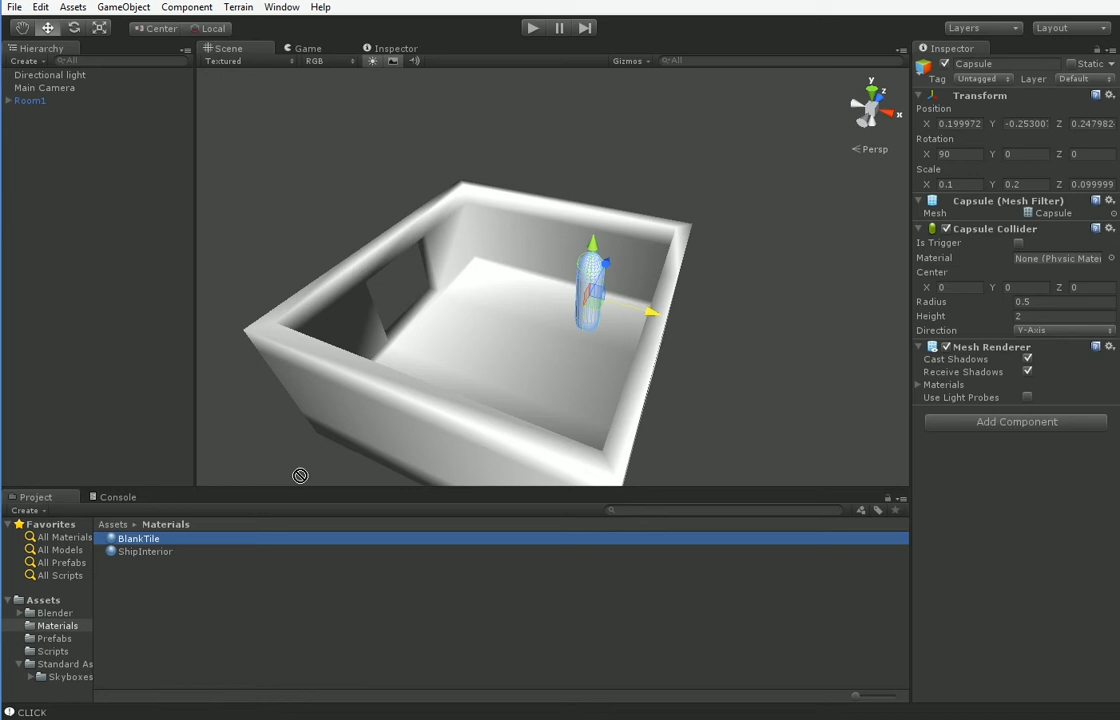 File Edit Assets GameObject Component Terrain Window Help
Center Local Layers Layout
Hierarchy Scene Game Inspector Inspector
Create All Textured RGB Gizmos All Capsule Static
Directional light
Main Camera
Room1
Tag Untagged Layer Default
Transform
Position
X 0.199972 Y -0.25300 Z 0.247982
Rotation
X 90 Y 0 Z 0
Scale
X 0.1 Y 0.2 Z 0.099999
y
z
x
Persp
Capsule (Mesh Filter)
Mesh Capsule
Capsule Collider
Is Trigger
Material None (Physic Mater
Center
X 0 Y 0 Z 0
Radius 0.5
Height 2
Direction Y-Axis
Mesh Renderer
Cast Shadows
Receive Shadows
Materials
Use Light Probes
Add Component
Project Console
Create
Favorites
All Materials
All Models
All Prefabs
All Scripts
Assets
Blender
Materials
Prefabs
Scripts
Standard As
Skyboxes
Assets Materials
BlankTile
ShipInterior
CLICK